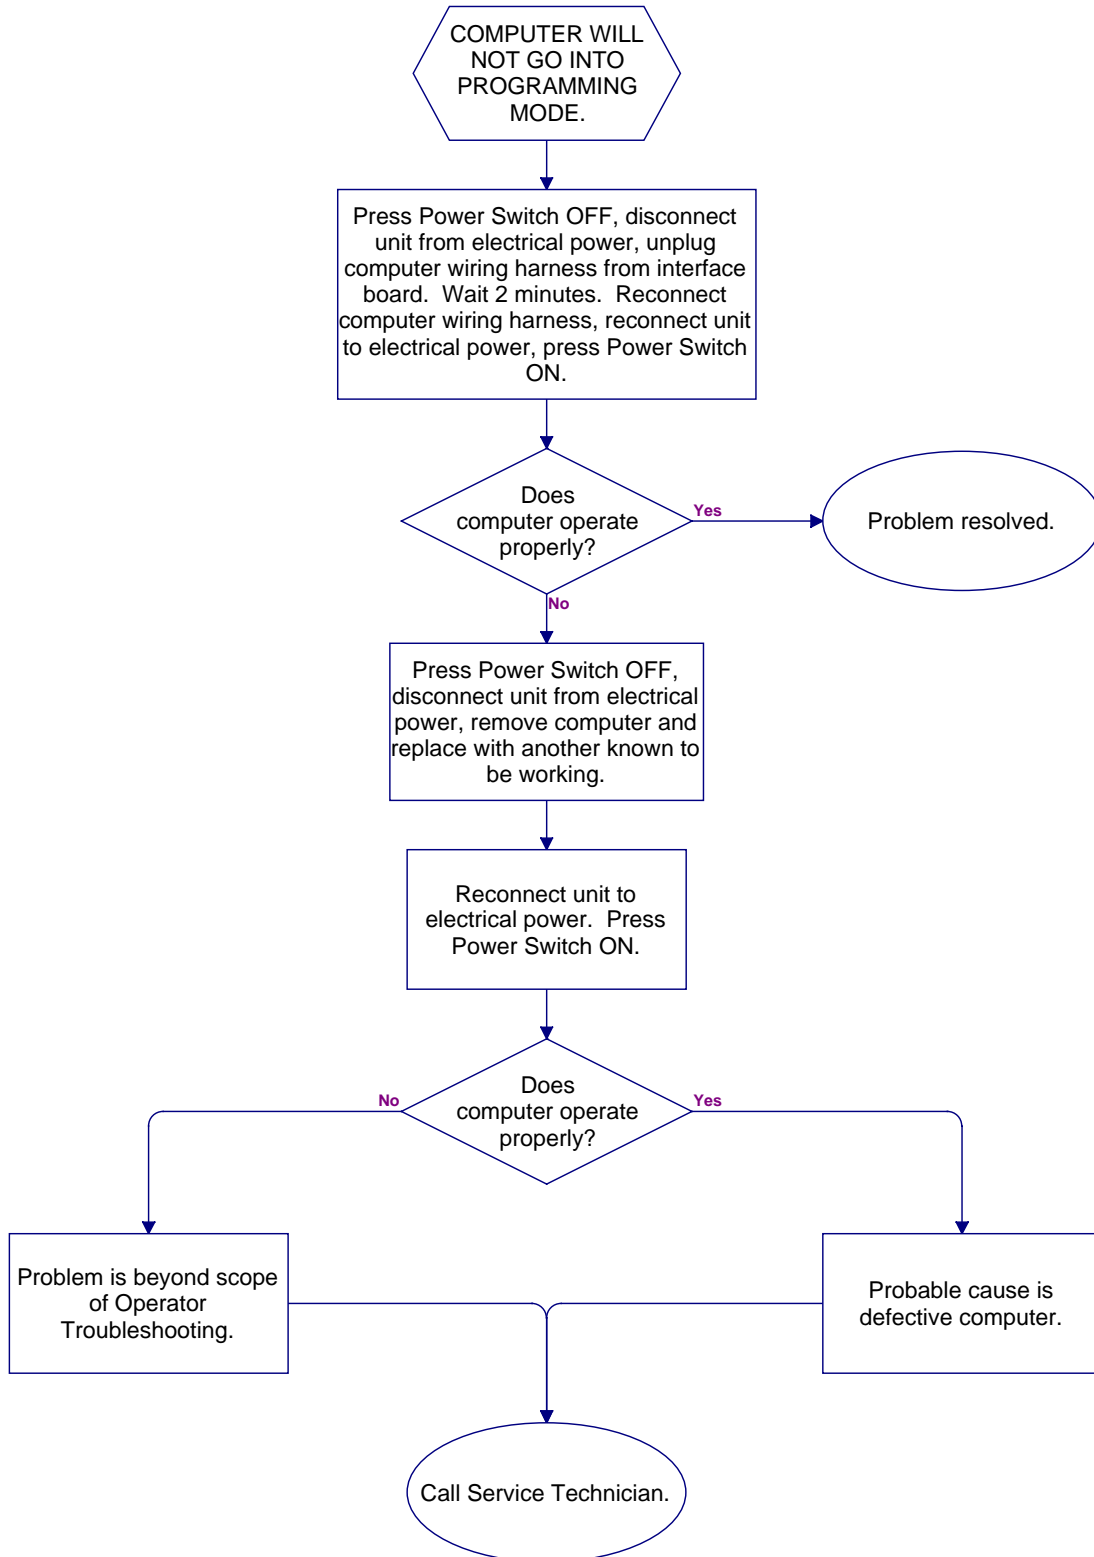 COMPUTER WILL
NOT GO INTO
PROGRAMMING
MODE.
Press Power Switch OFF, disconnect
unit from electrical power, unplug
computer wiring harness from interface
board.  Wait 2 minutes.  Reconnect
computer wiring harness, reconnect unit
to electrical power, press Power Switch
ON.
Does
computer operate
properly?
Yes
Problem resolved.
No
Press Power Switch OFF,
disconnect unit from electrical
power, remove computer and
replace with another known to
be working.
Reconnect unit to
electrical power.  Press
Power Switch ON.
Does
computer operate
properly?
No
Yes
Problem is beyond scope
of Operator
Troubleshooting.
Probable cause is
defective computer.
Call Service Technician.